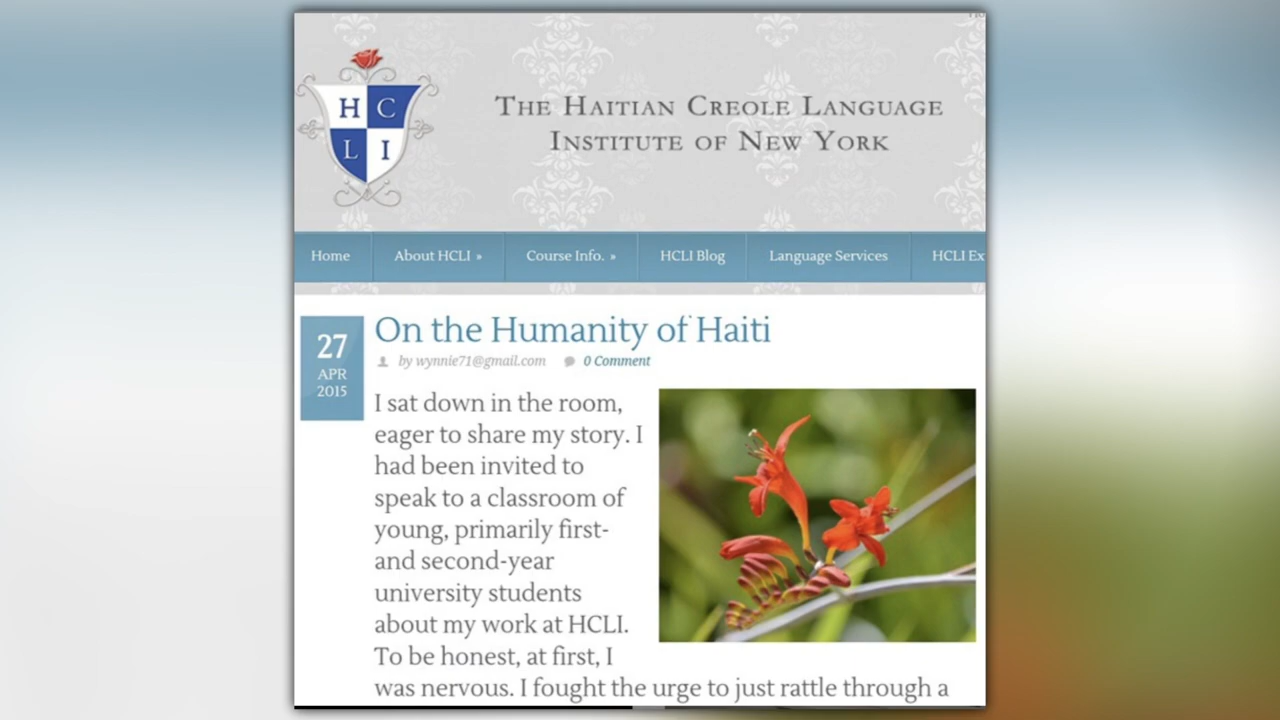 H C
L I
The Haitian Creole Language
Institute of New York
Home
About HCLI »
Course Info. »
HCLI Blog
Language Services
HCLI Ex
27
APR
2015
On the Humanity of Haiti
by wynnie71@gmail.com
0 Comment
I sat down in the room,
eager to share my story. I
had been invited to
speak to a classroom of
young, primarily first-
and second-year
university students
about my work at HCLI.
To be honest, at first, I
was nervous. I fought the urge to just rattle through a